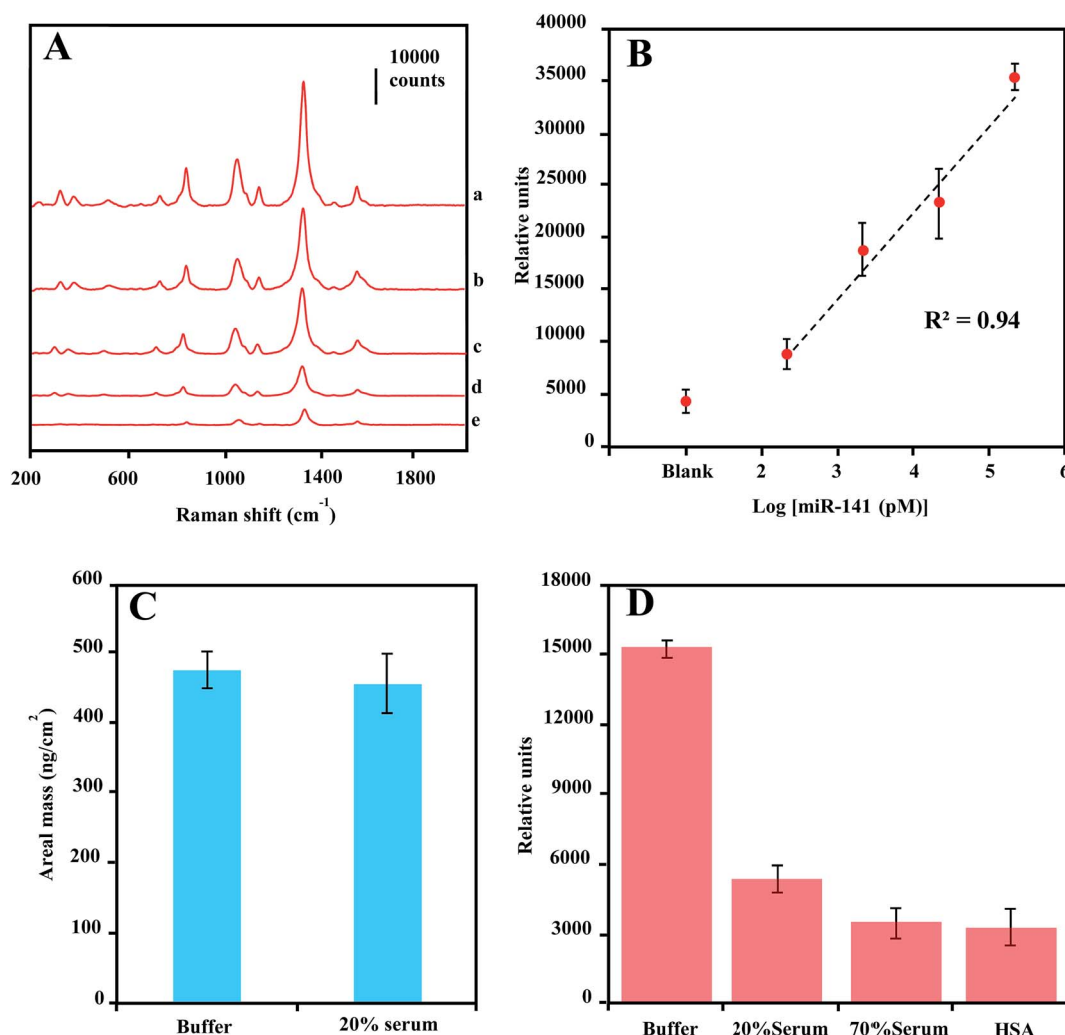 A
10000
counts
a
b
c
d
e
200
600
1000
1400
1800
Raman shift (cm⁻¹)
B
40000
35000
30000
25000
20000
15000
10000
5000
0
Relative units
R² = 0.94
Blank
2
3
4
5
6
Log [miR-141 (pM)]
C
600
500
400
300
200
100
0
Areal mass (ng/cm²)
Buffer
20% serum
D
18000
15000
12000
9000
6000
3000
0
Relative units
Buffer
20%Serum
70%Serum
HSA